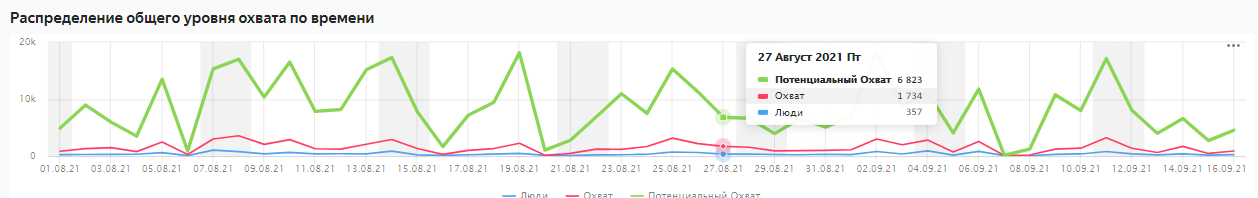 Распределение общего уровня охвата по времени
20k
27 Август 2021 Пт
Потенциальный Охват 6 823
10k
Охват 1 734
Люди 357
0
01.08.21 03.08.21 05.08.21 07.08.21 09.08.21 11.08.21 13.08.21 15.08.21 17.08.21 19.08.21 21.08.21 23.08.21 25.08.21 27.08.21 29.08.21 31.08.21 02.09.21 04.09.21 06.09.21 08.09.21 10.09.21 12.09.21 14.09.21 16.09.21
Люди Охват Потенциальный Охват